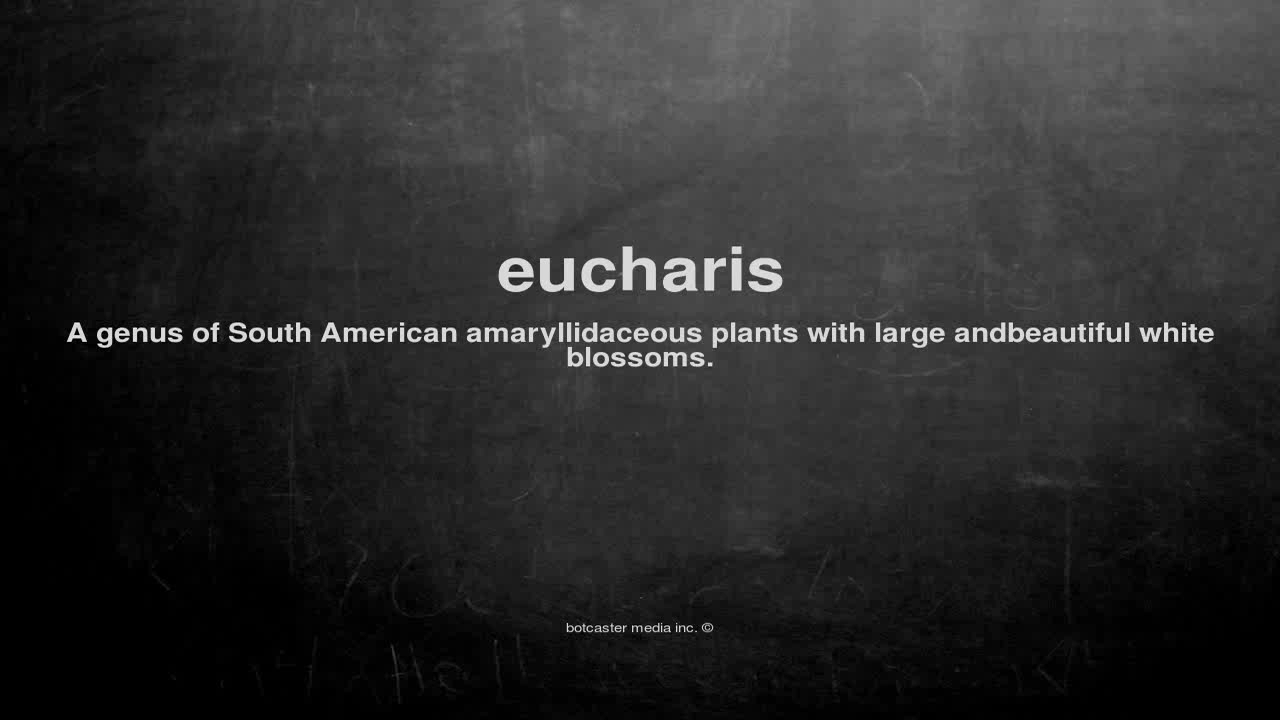 eucharis
A genus of South American amaryllidaceous plants with large andbeautiful white
blossoms.
botcaster media inc. ©